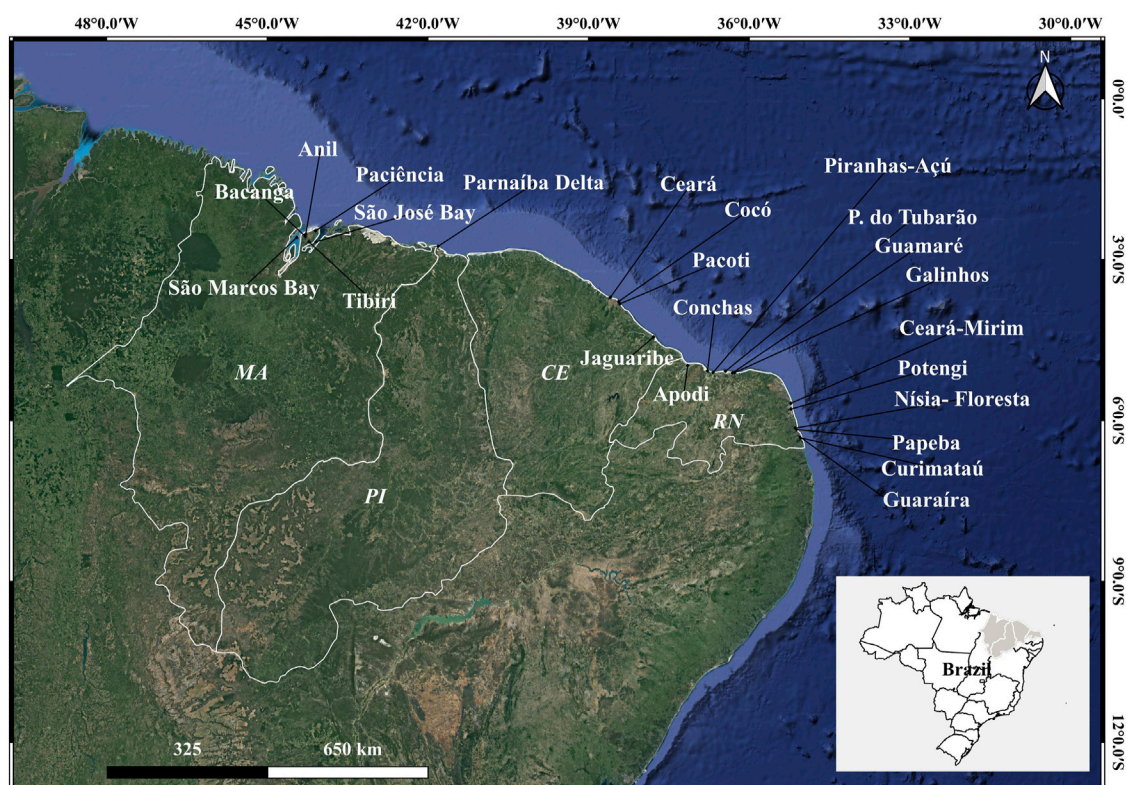 48°0.0'W 45°0.0'W 42°0.0'W 39°0.0'W 36°0.0'W 33°0.0'W 30°0.0'W
N
0°0.0'
Anil
Piranhas-Açú
Paciência
Parnaíba Delta
Ceará
Bacanga
São José Bay
Cocó
P. do Tubarão
Guamaré
Pacoti
3°0.0'S
Galinhos
São Marcos Bay
Tibirí
Conchas
Ceará-Mirim
Jaguaribe
Potengi
MA
CE
Apodi
Nísia- Floresta
RN
6°0.0'S
Papeba
Curimataú
PI
Guaraíra
9°0.0'S
Brazil
12°0.0'S
325 650 km